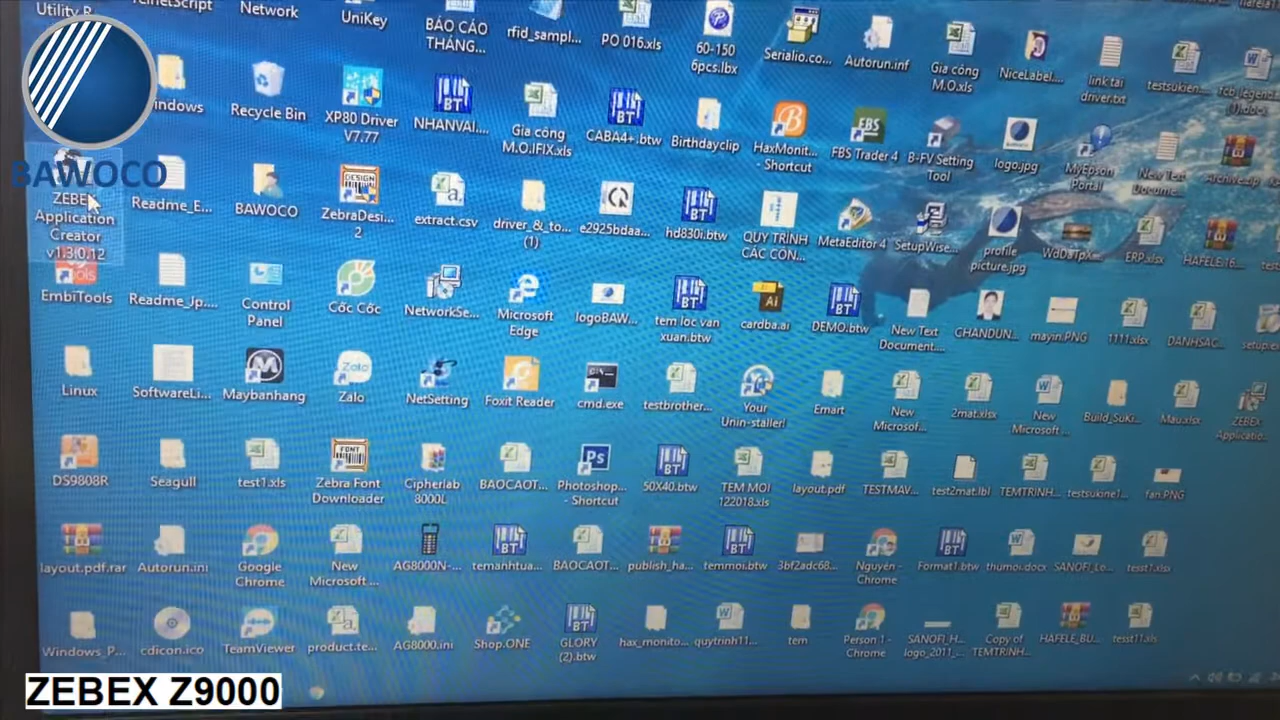 TelnetScript
Network
UniKey
BÁO CÁO
THÁNG...
rfid_sampl...
PO 016.xls
60-150
6pcs.lbx
Serialio.co...
Autorun.inf
Gia công
M.O.xls
NiceLabel....
link tai
driver.txt
testsukien...
BAWOCO
Recycle Bin
XP80 Driver
V7.77
NHANVAI....
Gia công
M.O.IFIX.xls
CABA4+.btw
Birthdayclip
HaxMonit...
- Shortcut
FBS Trader 4
B-FV Setting
Tool
logo.jpg
MyEpson
Portal
New Text
Docume...
Archive.zip
ZEBEX
Application
Creator
v1.3.0.12
Readme_E...
BAWOCO
ZebraDesi...
2
extract.csv
driver_&_to...
(1)
e2925bdaa...
hd830i.btw
QUY TRÌNH
CÁC CÔN...
MetaEditor 4
SetupWise...
profile
picture.jpg
ERP.xlsx
HAFELE.16...
EmbiTools
Readme_Jp....
Control
Panel
Cốc Cốc
NetworkSe...
Microsoft
Edge
logoBAW...
tem loc van
xuan.btw
cardba.ai
DEMO.btw
New Text
Document....
CHANDUN...
mayin.PNG
1111.xlsx
DANHSAC...
Linux
SoftwareLi...
Maybanhang
Zalo
NetSetting
Foxit Reader
cmd.exe
testbrother...
Your
Unin-staller!
Emart
New
Microsof...
2mat.xlsx
New
Microsoft...
Build_SuKi...
Mau.xlsx
ZEBEX
Applicatio...
DS9808R
Seagull
test1.xls
Zebra Font
Downloader
Cipherlab
8000L
BAOCAOT...
Photoshop...
- Shortcut
50X40.btw
TEM MOI
122018.xls
layout.pdf
TESTMAV...
test2mat.lbl
TEMTRINH...
testsukine1...
fan.PNG
layout.pdf.rar
Autorun.ini
Google
Chrome
New
Microsoft ...
AG8000N-...
temanhtua...
BAOCAOT...
publish_ha...
temmoi.btw
3bf2adc68...
Nguyên -
Chrome
Format1.btw
thumoi.docx
SANOFI_Lo...
tesst1.xlsx
Windows_P...
cdicon.ico
TeamViewer
product.te...
AG8000.ini
Shop.ONE
GLORY
(2).btw
hax_monito...
quytrinh11...
tem
Person 1 -
Chrome
SANOFI_H...
logo_2011_...
Copy of
TEMTRINH...
HAFELE_BU...
tesst11.xls
ZEBEX Z9000